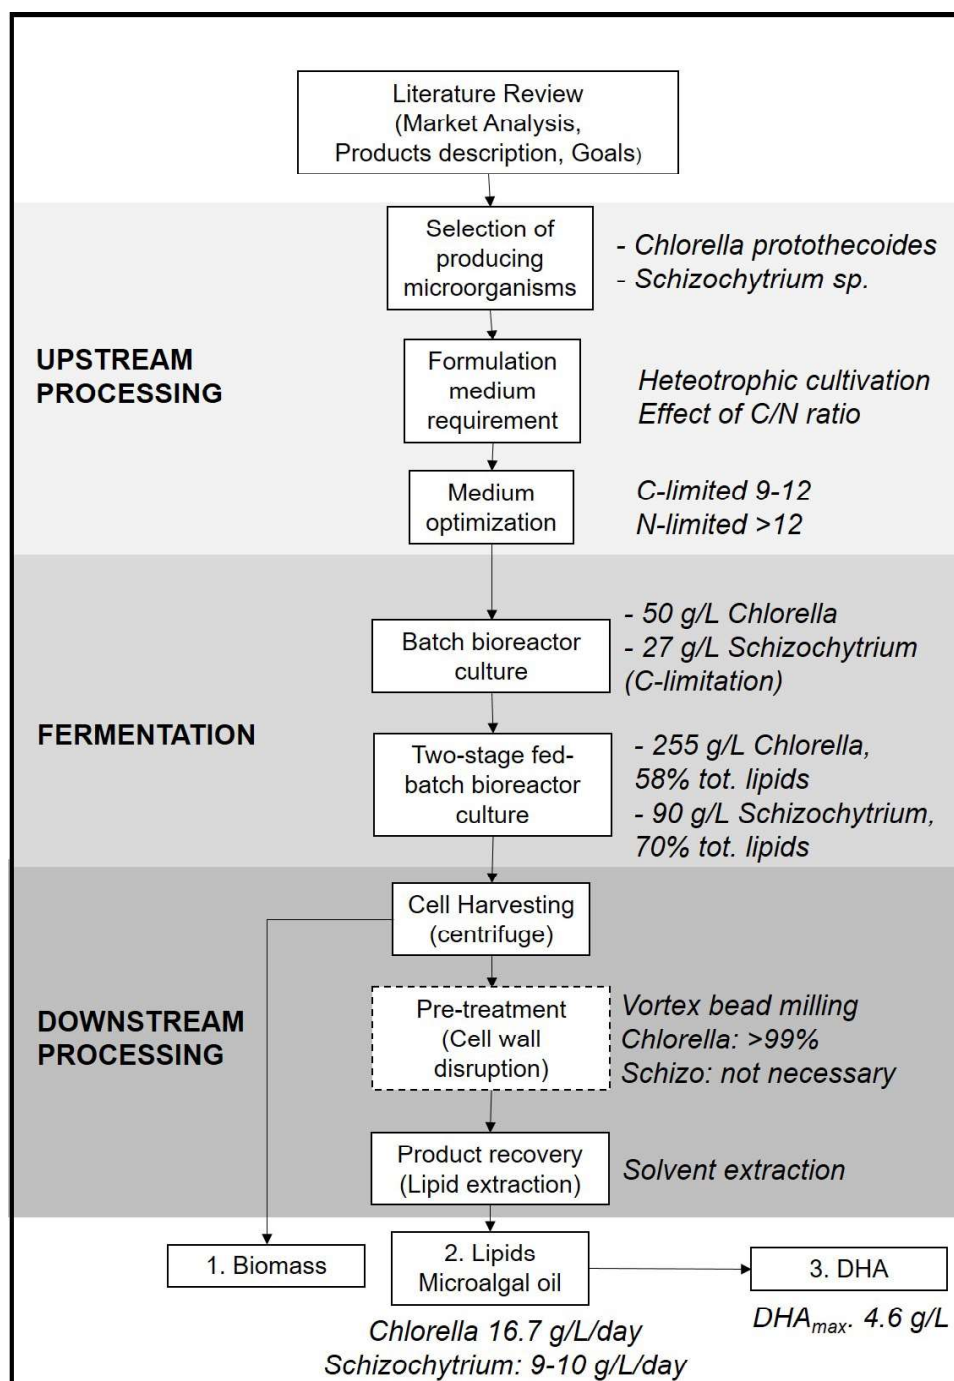 Literature Review
(Market Analysis,
Products description, Goals)
Selection of
producing
microorganisms
- Chlorella protothecoides
- Schizochytrium sp.
UPSTREAM
PROCESSING
Formulation
medium
requirement
Heteotrophic cultivation
Effect of C/N ratio
Medium
optimization
C-limited 9-12
N-limited >12
Batch bioreactor
culture
- 50 g/L Chlorella
- 27 g/L Schizochytrium
(C-limitation)
FERMENTATION
Two-stage fed-
batch bioreactor
culture
- 255 g/L Chlorella,
58% tot. lipids
- 90 g/L Schizochytrium,
70% tot. lipids
Cell Harvesting
(centrifuge)
DOWNSTREAM
PROCESSING
Pre-treatment
(Cell wall
disruption)
Vortex bead milling
Chlorella: >99%
Schizo: not necessary
Product recovery
(Lipid extraction)
Solvent extraction
1. Biomass
2. Lipids
Microalgal oil
3. DHA
Chlorella 16.7 g/L/day
Schizochytrium: 9-10 g/L/day
DHAmax. 4.6 g/L